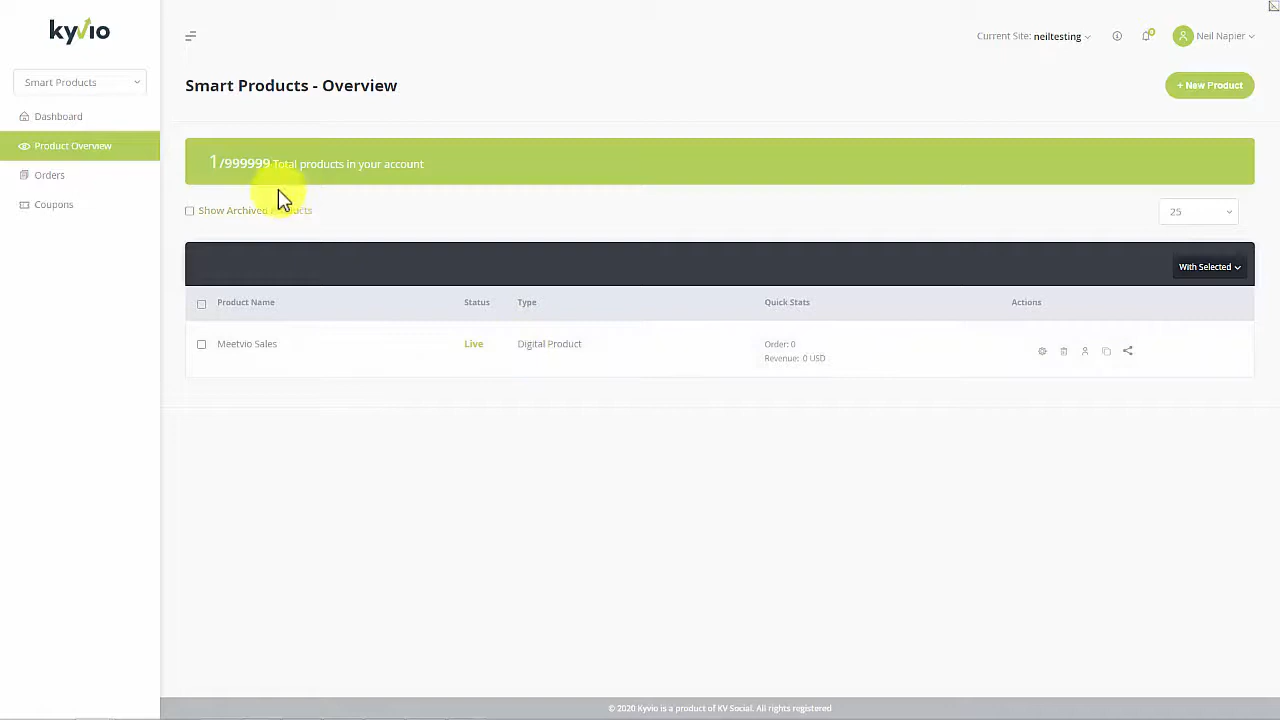 kyvio
Current Site: neiltesting
0
Neil Napier
Smart Products
Smart Products - Overview
+ New Product
Dashboard
Product Overview
Orders
Coupons
1/999999 Total products in your account
Show Archived Products
25
With Selected
Product Name Status Type Quick Stats Actions
Meetvio Sales Live Digital Product Order: 0
Revenue: 0 USD
© 2020 Kyvio is a product of KV Social. All rights reserved